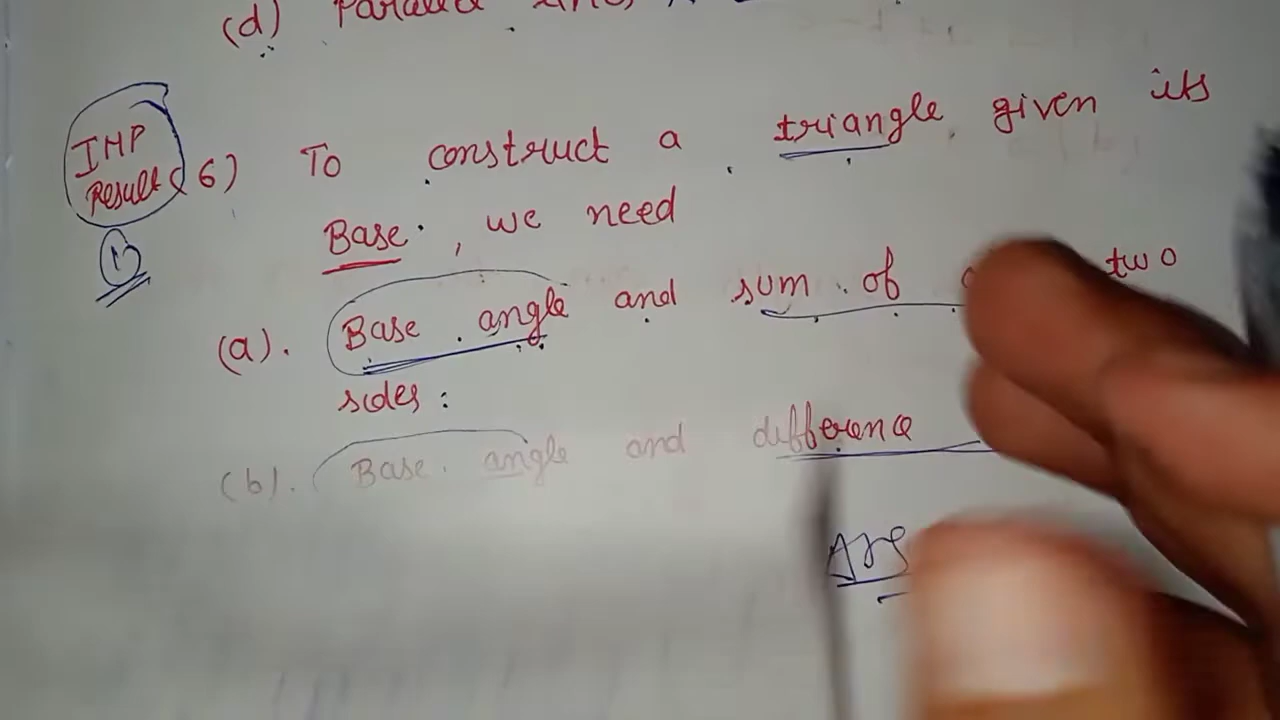 (d) Parallel
IMP
Result (6) To construct a triangle, given its
Base, we need
(a). Base angle and sum of two
sides:
(b). Base angle and difference